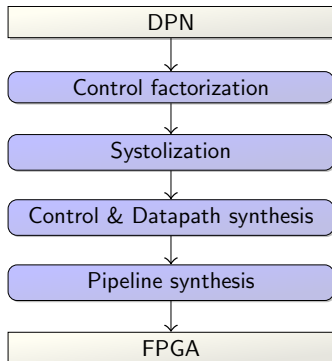 DPN
Control factorization
Systolization
Control & Datapath synthesis
Pipeline synthesis
FPGA